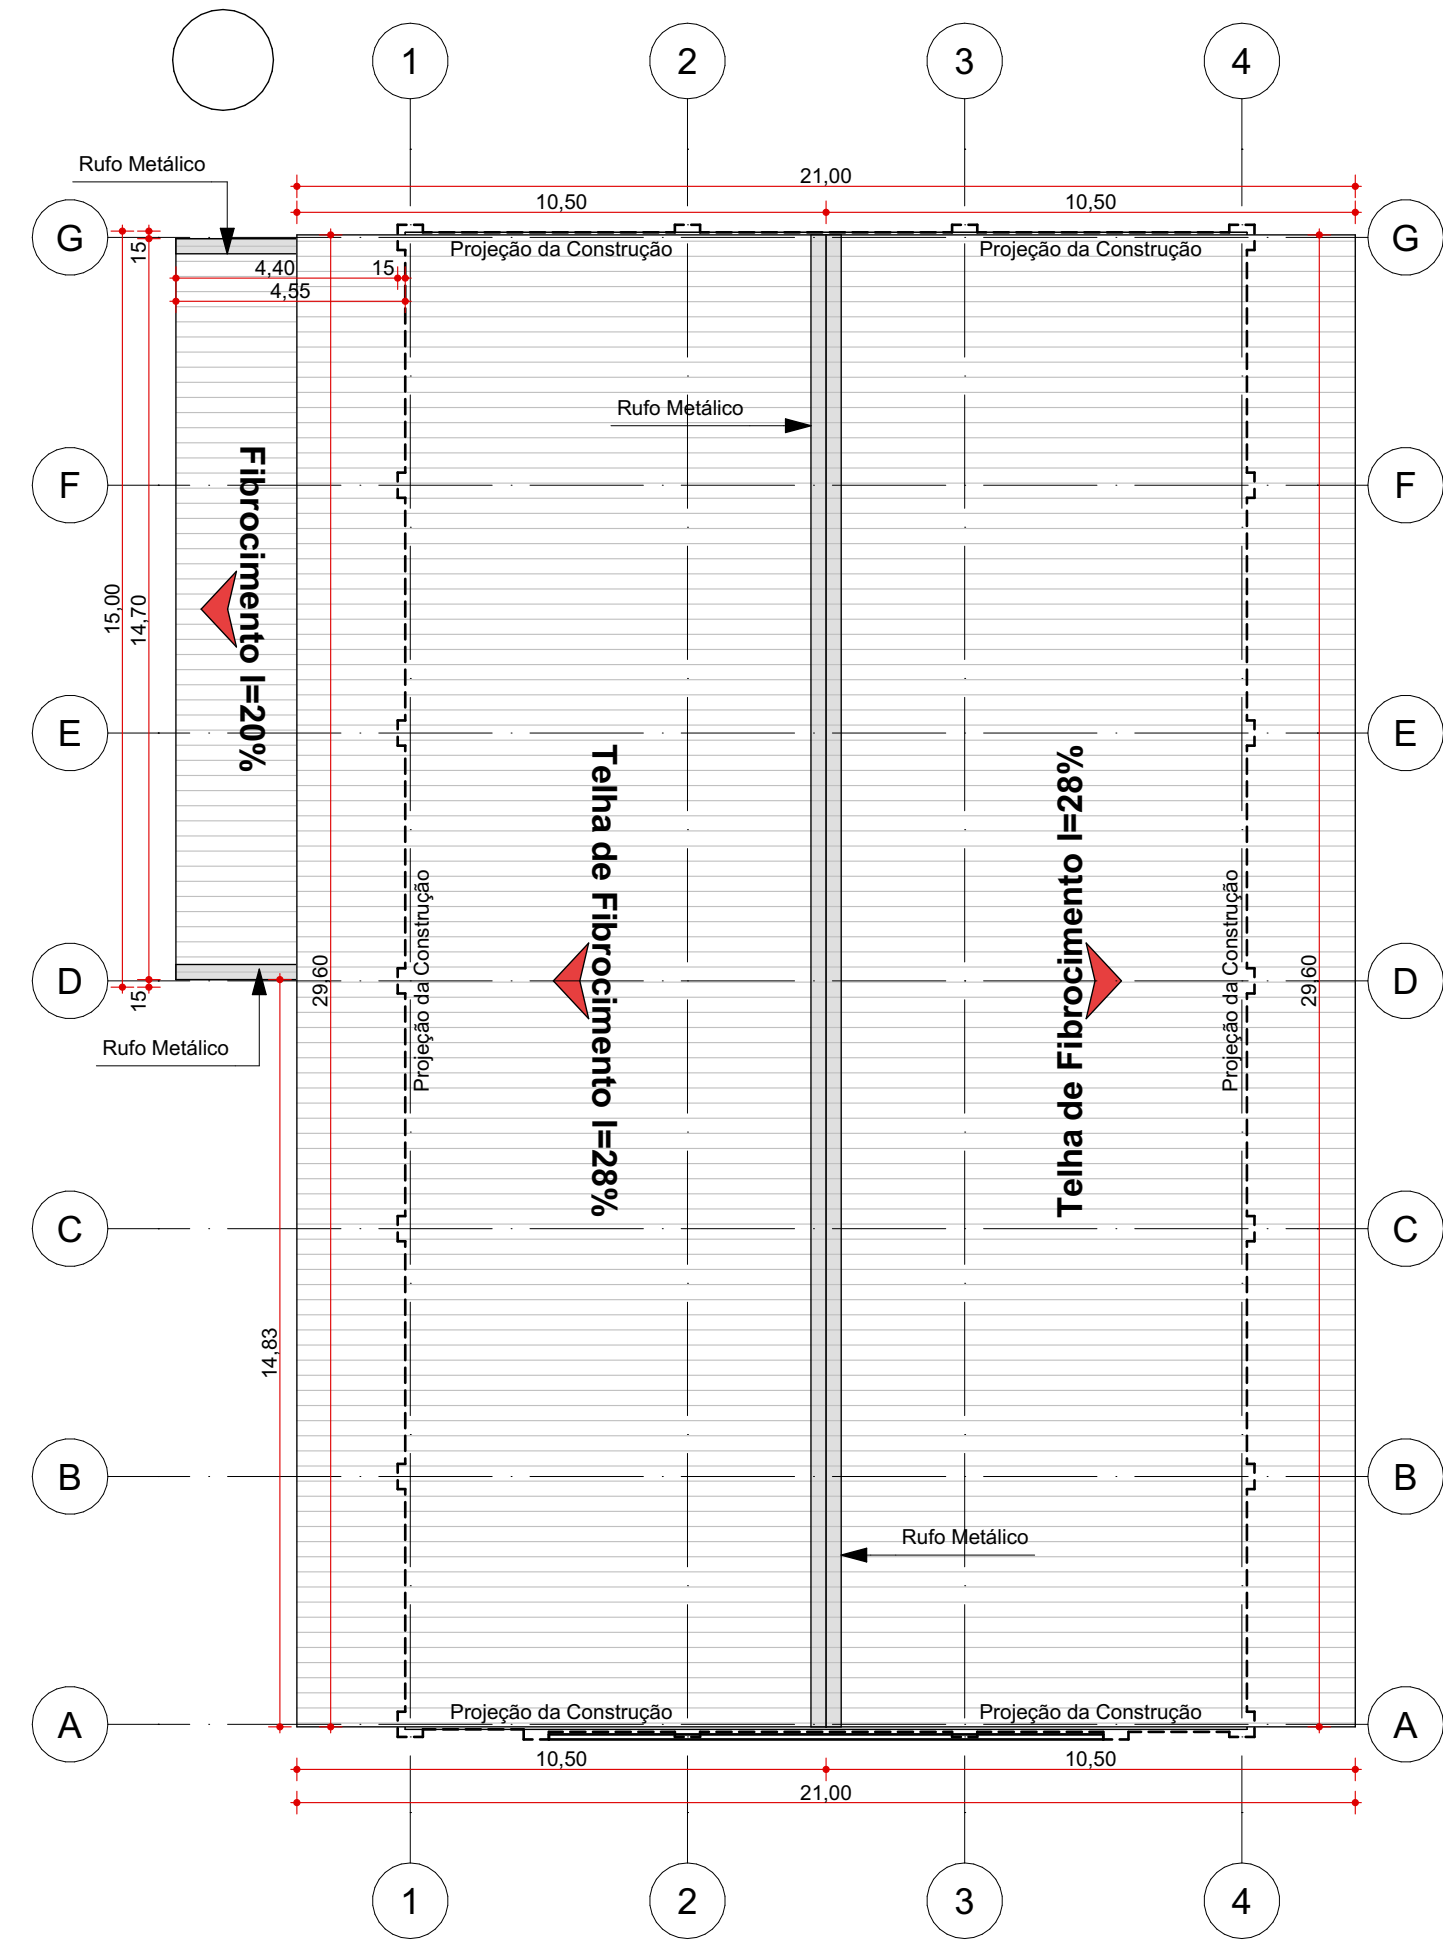 1
2
3
4
Rufo Metálico
21,00
10,50
10,50
G
G
15
Projeção da Construção
Projeção da Construção
4,40
15
4,55
Rufo Metálico
F
F
Fibrocimento I=20%
15,00
14,70
E
E
Telha de Fibrocimento I=28%
Telha de Fibrocimento I=28%
Projeção da Construção
Projeção da Construção
D
D
29,60
29,60
15
Rufo Metálico
C
C
14,83
B
B
Rufo Metálico
A
A
Projeção da Construção
Projeção da Construção
10,50
10,50
21,00
1
2
3
4